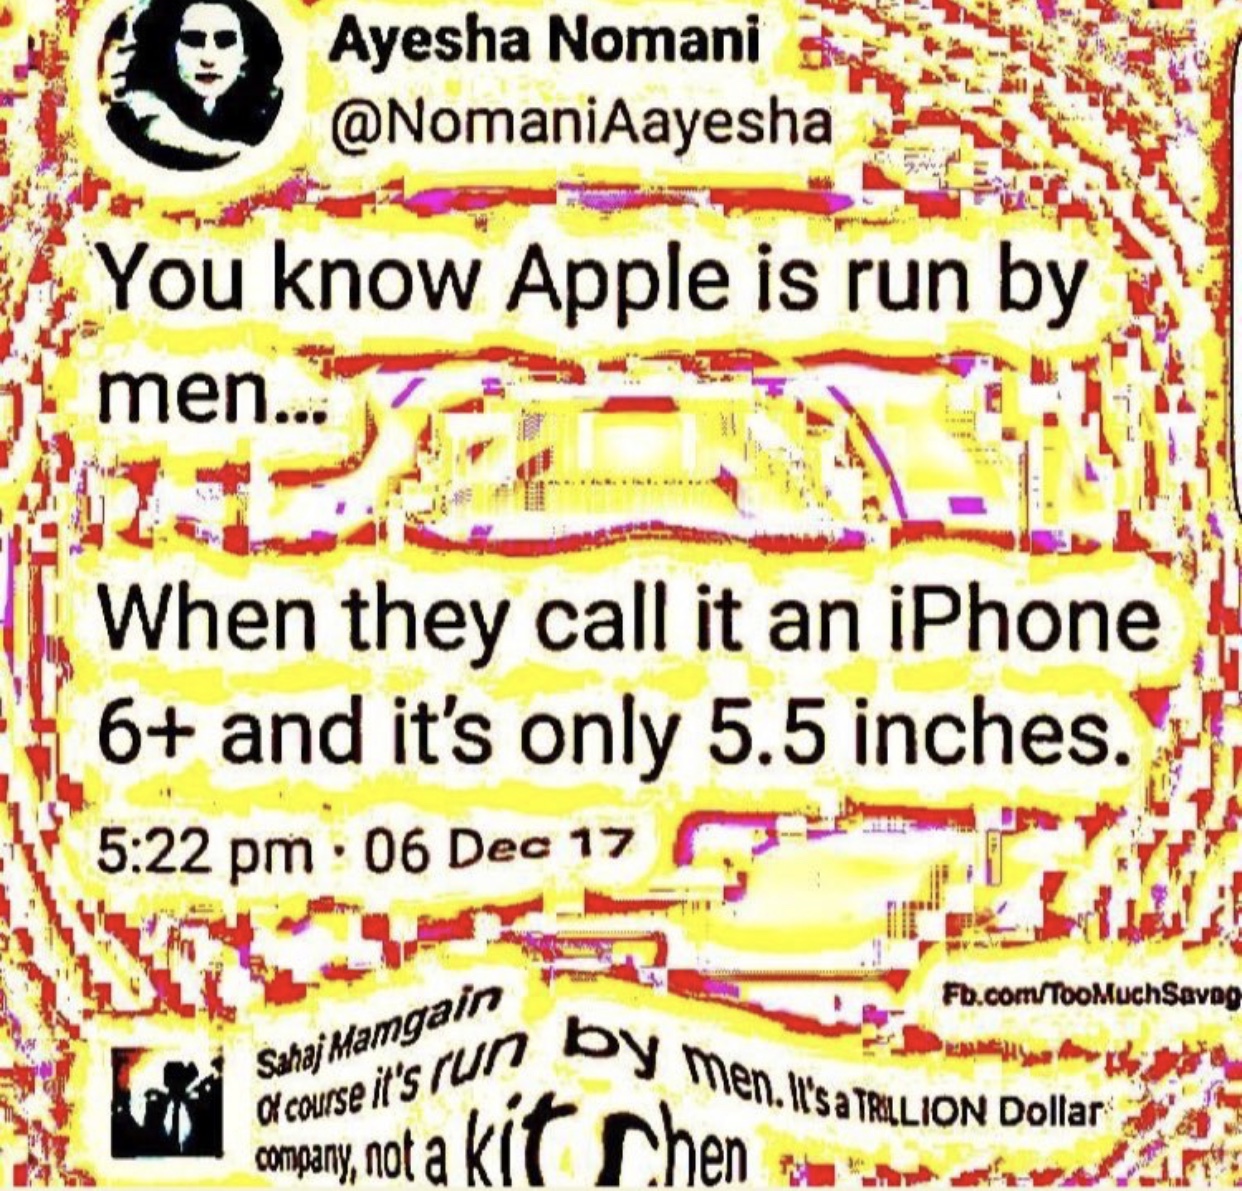 Ayesha Nomani
@NomaniAayesha
You know Apple is run by
men...
When they call it an iPhone
6+ and it's only 5.5 inches.
5:22 pm · 06 Dec 17
Fb.com/TooMuchSavag
Sahaj Mamgain
Of course it's run by men. It's a TRILLION Dollar
company, not a kitchen